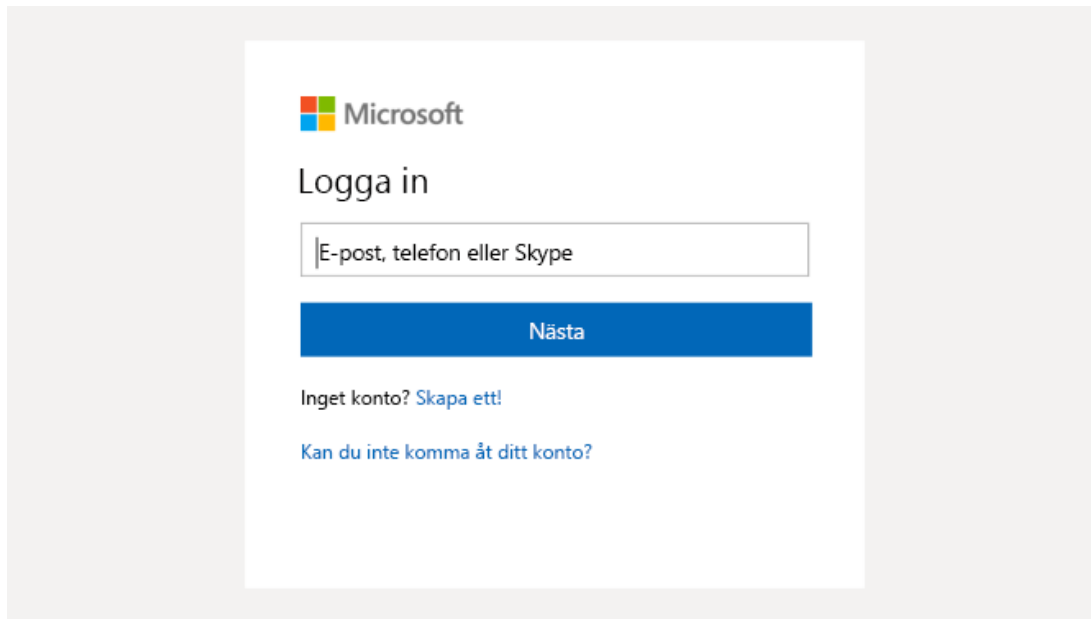 Microsoft
Logga in
E-post, telefon eller Skype
Nästa
Inget konto? Skapa ett!
Kan du inte komma åt ditt konto?